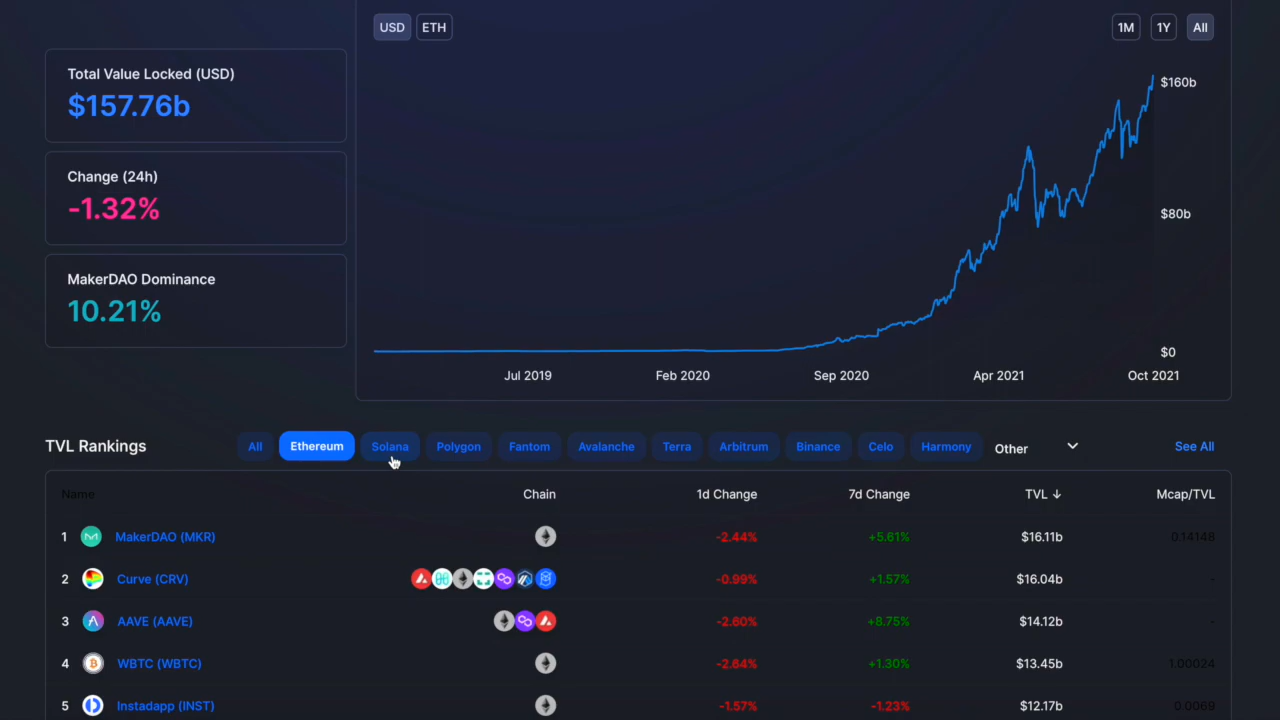 USD ETH 1M 1Y All
Total Value Locked (USD)
$157.76b
Change (24h)
-1.32%
MakerDAO Dominance
10.21%
$160b
$80b
$0
Jul 2019 Feb 2020 Sep 2020 Apr 2021 Oct 2021
TVL Rankings All Ethereum Solana Polygon Fantom Avalanche Terra Arbitrum Binance Celo Harmony Other See All
Name Chain 1d Change 7d Change TVL ↓ Mcap/TVL
1 MakerDAO (MKR) -2.44% +5.61% $16.11b 0.14148
2 Curve (CRV) -0.99% +1.57% $16.04b -
3 AAVE (AAVE) -2.60% +8.75% $14.12b -
4 WBTC (WBTC) -2.64% +1.30% $13.45b 1.00024
5 Instadapp (INST) -1.57% -1.23% $12.17b 0.0069